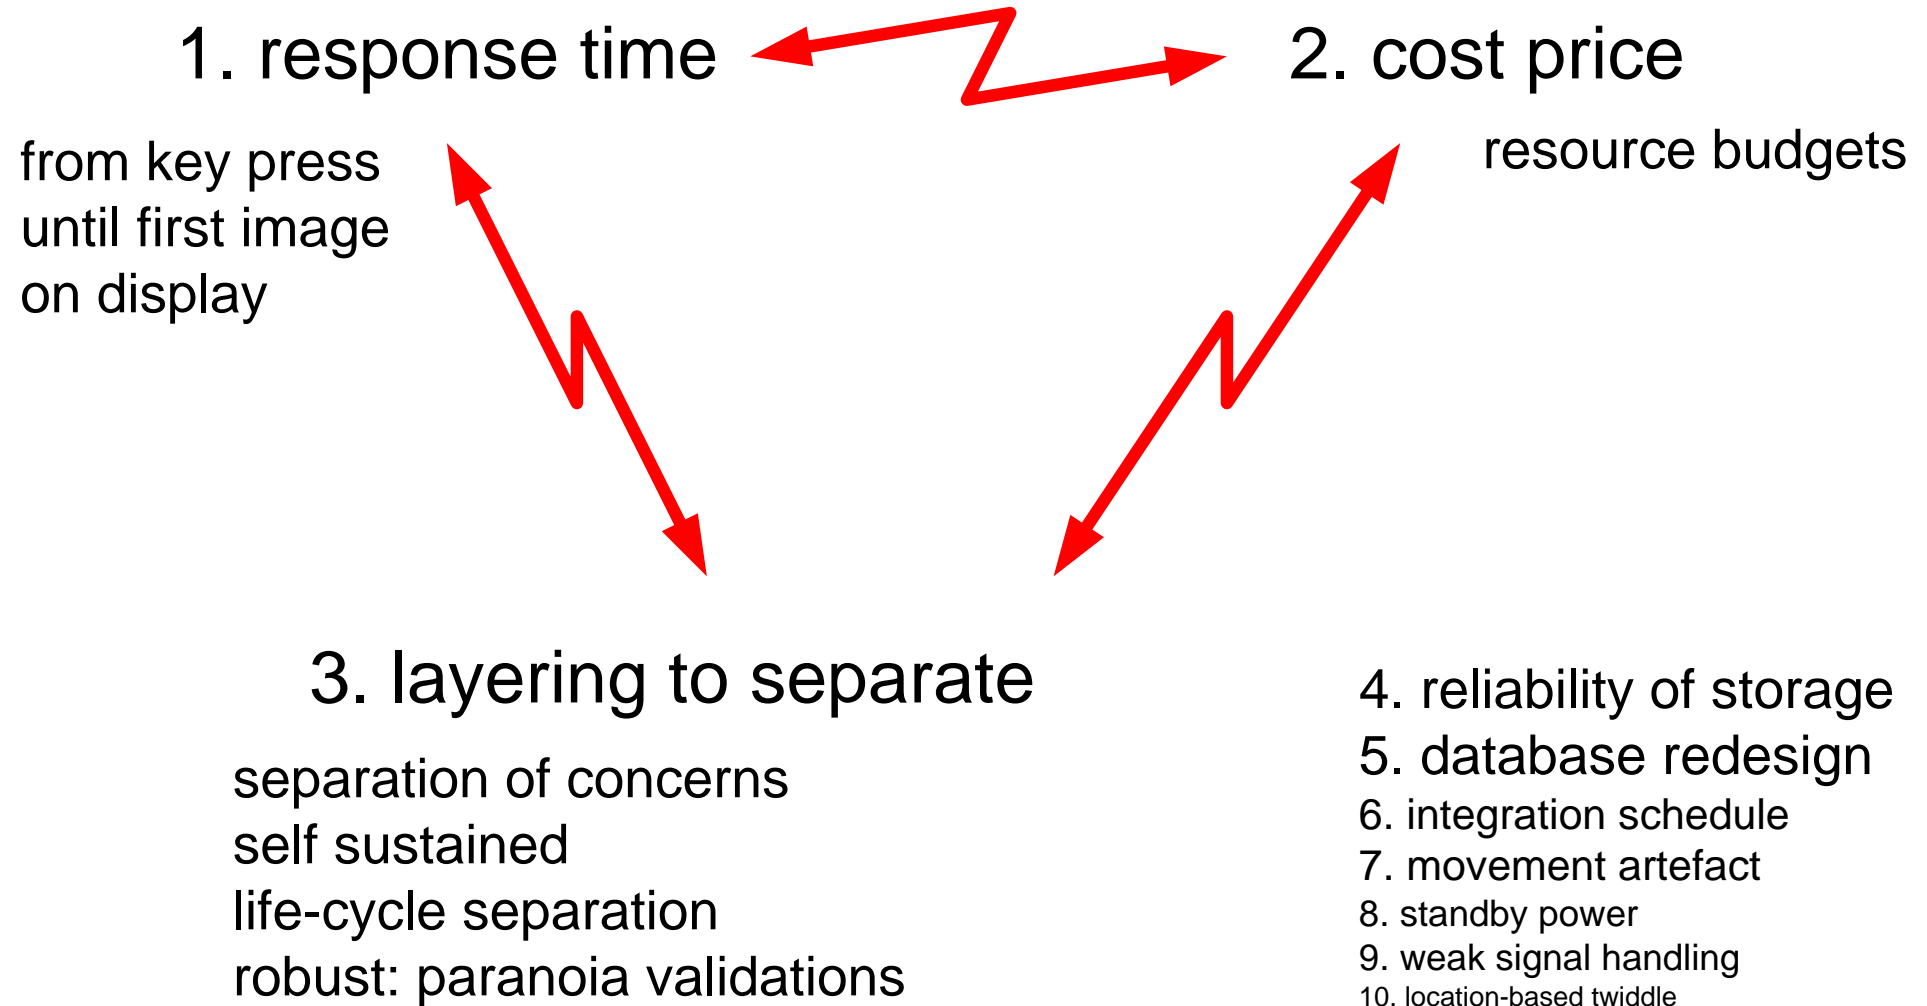 1. response time
from key press
until first image
on display
2. cost price
resource budgets
3. layering to separate
separation of concerns
self sustained
life-cycle separation
robust: paranoia validations
4. reliability of storage
5. database redesign
6. integration schedule
7. movement artefact
8. standby power
9. weak signal handling
10. location-based twiddle